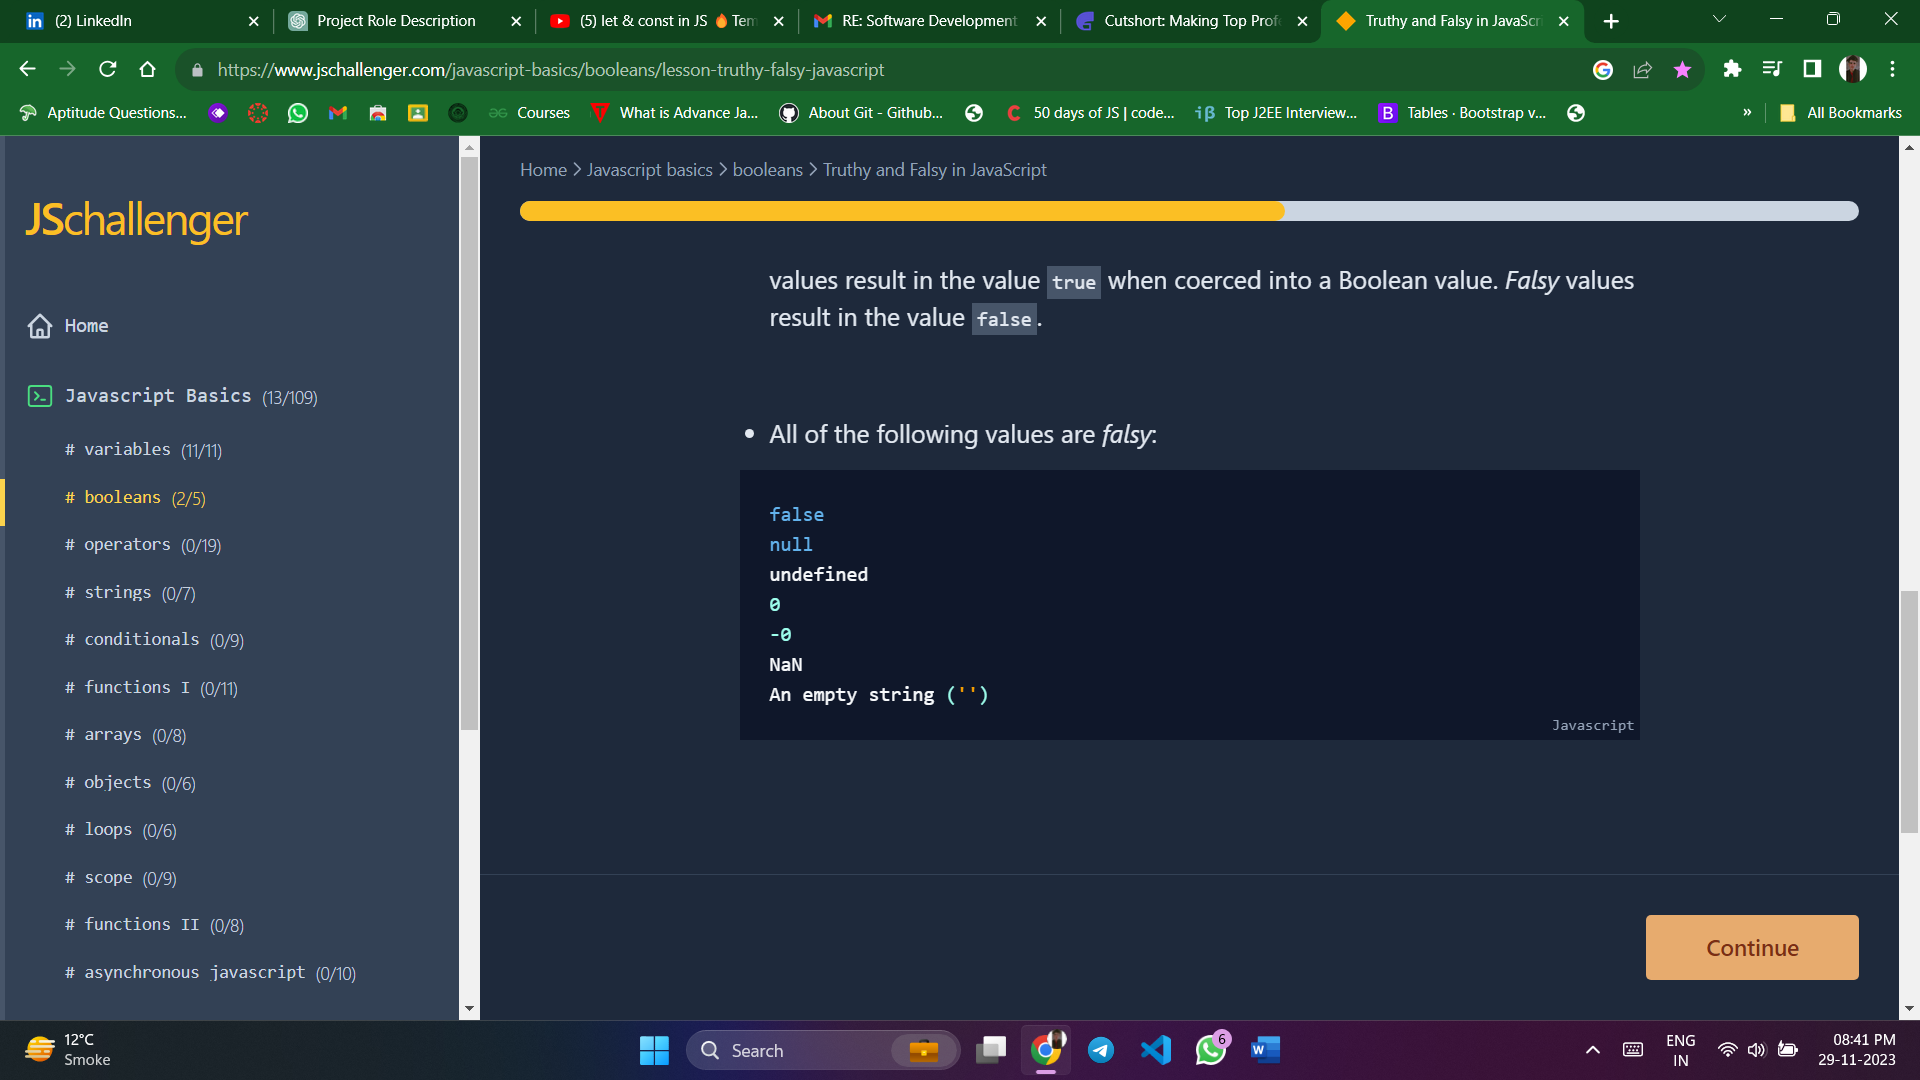 (2) LinkedIn
Project Role Description
(5) let & const in JS 🔥Tem
RE: Software Development
Cutshort: Making Top Prof
Truthy and Falsy in JavaScri
https://www.jschallenger.com/javascript-basics/booleans/lesson-truthy-falsy-javascript
Aptitude Questions...
Courses
What is Advance Ja...
About Git - Github...
50 days of JS | code...
Top J2EE Interview...
Tables · Bootstrap v...
»
All Bookmarks
JSchallenger
Home
Javascript Basics (13/109)
# variables (11/11)
# booleans (2/5)
# operators (0/19)
# strings (0/7)
# conditionals (0/9)
# functions I (0/11)
# arrays (0/8)
# objects (0/6)
# loops (0/6)
# scope (0/9)
# functions II (0/8)
# asynchronous javascript (0/10)
Home > Javascript basics > booleans > Truthy and Falsy in JavaScript
values result in the value true when coerced into a Boolean value. Falsy values
result in the value false.
• All of the following values are falsy:
false
null
undefined
0
-0
NaN
An empty string ('')
Javascript
Continue
12°C
Smoke
Search
6
ENG
IN
08:41 PM
29-11-2023